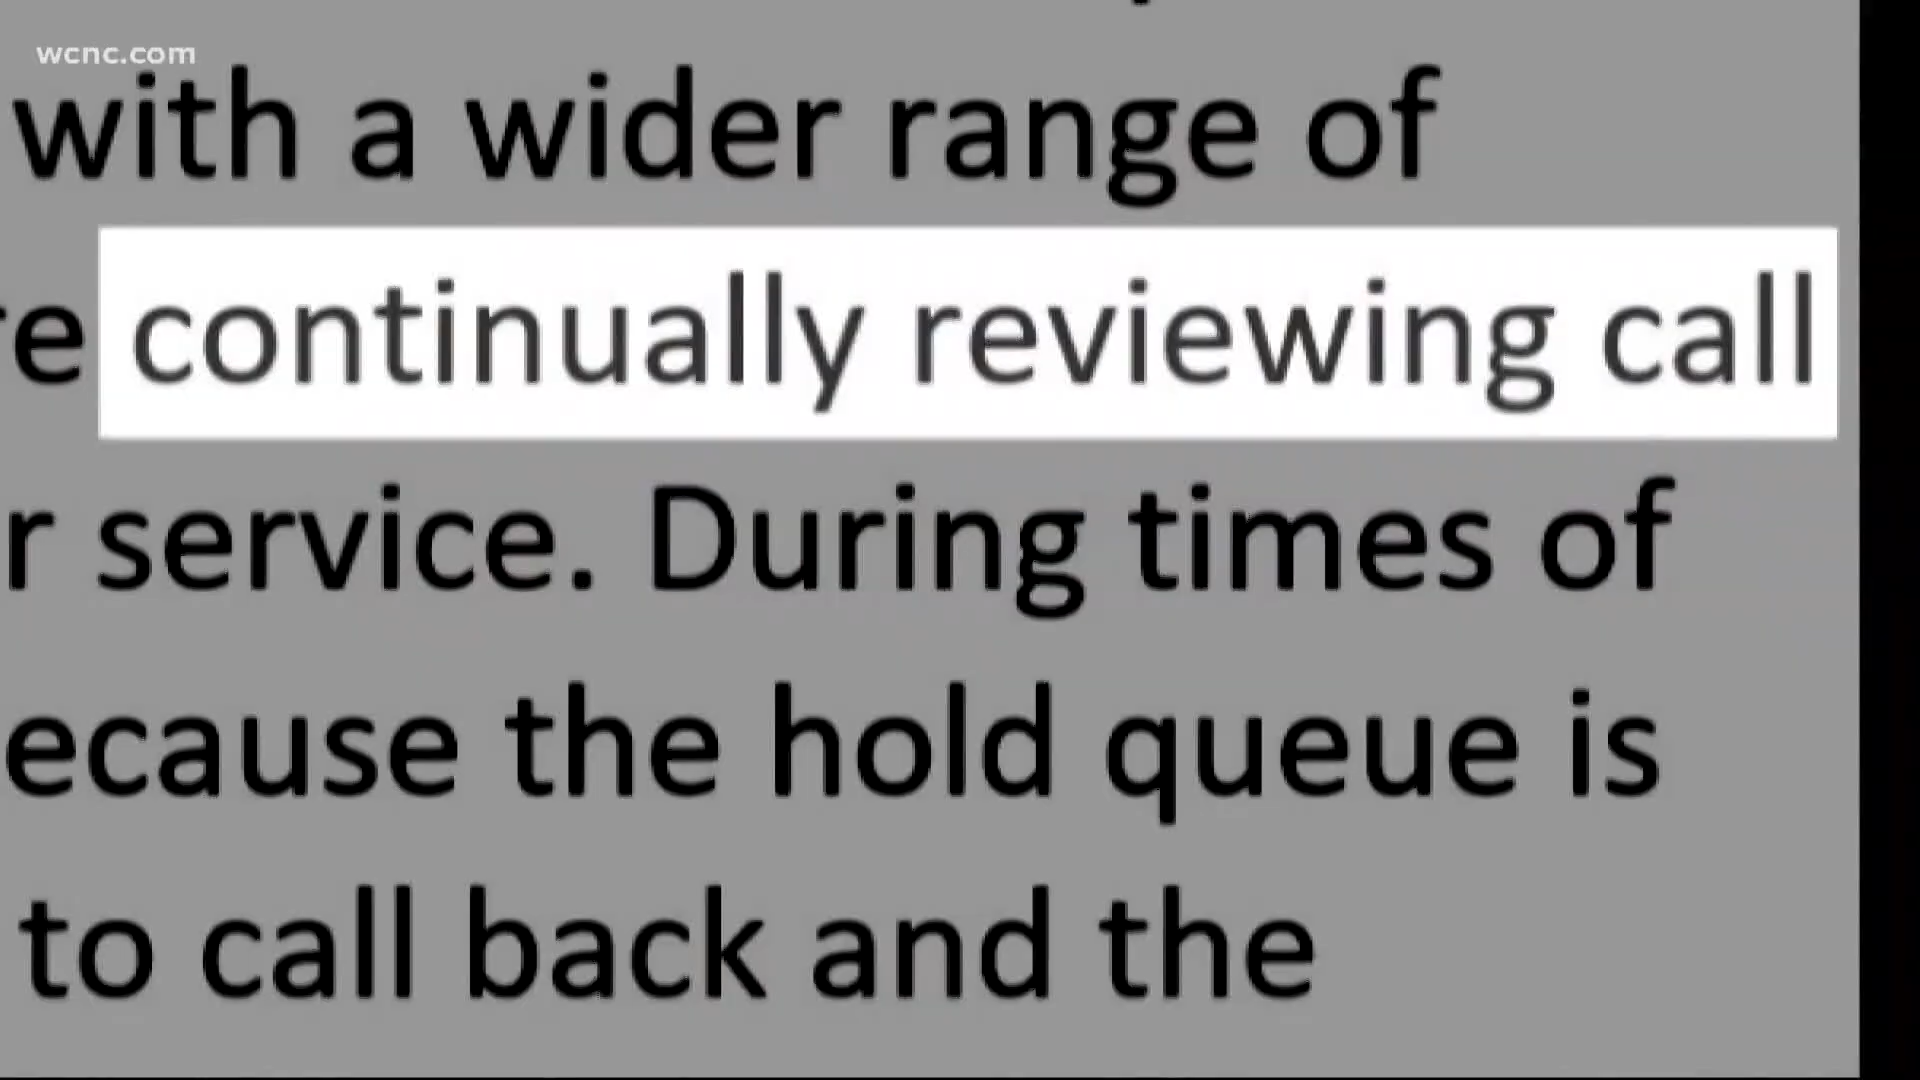 wcnc.com
with a wider range of
e continually reviewing call
r service. During times of
ecause the hold queue is
to call back and the